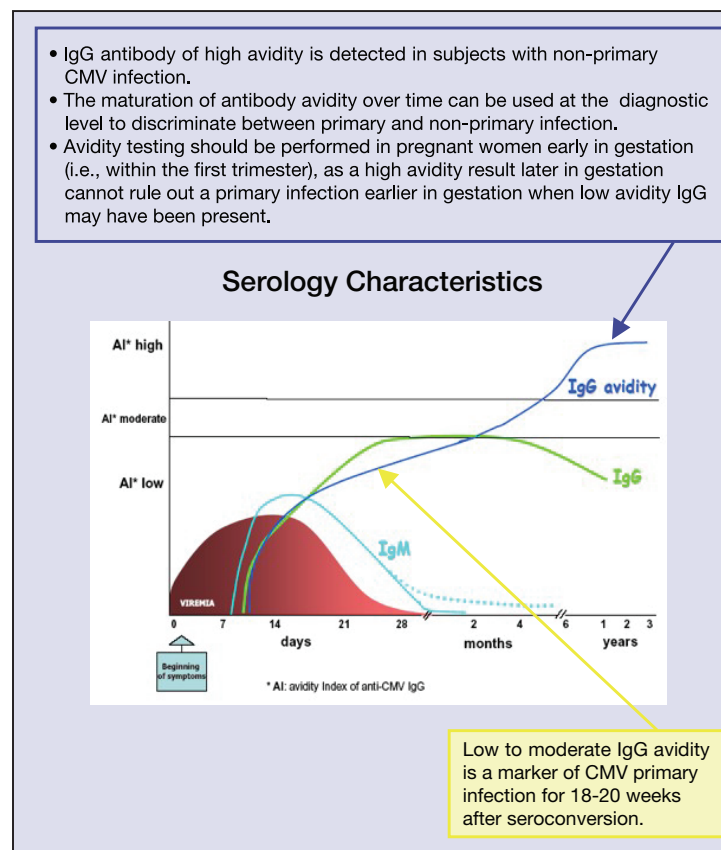 • IgG antibody of high avidity is detected in subjects with non-primary
CMV infection.
• The maturation of antibody avidity over time can be used at the diagnostic
level to discriminate between primary and non-primary infection.
• Avidity testing should be performed in pregnant women early in gestation
(i.e., within the first trimester), as a high avidity result later in gestation
cannot rule out a primary infection earlier in gestation when low avidity IgG
may have been present.
Serology Characteristics
AI* high
IgG avidity
AI* moderate
AI* low
IgG
IgM
VIREMIA
0 7 14 21 28 2 4 6 1 2 3
days months years
Beginning
of symptoms
* AI: avidity Index of anti-CMV IgG
Low to moderate IgG avidity
is a marker of CMV primary
infection for 18-20 weeks
after seroconversion.